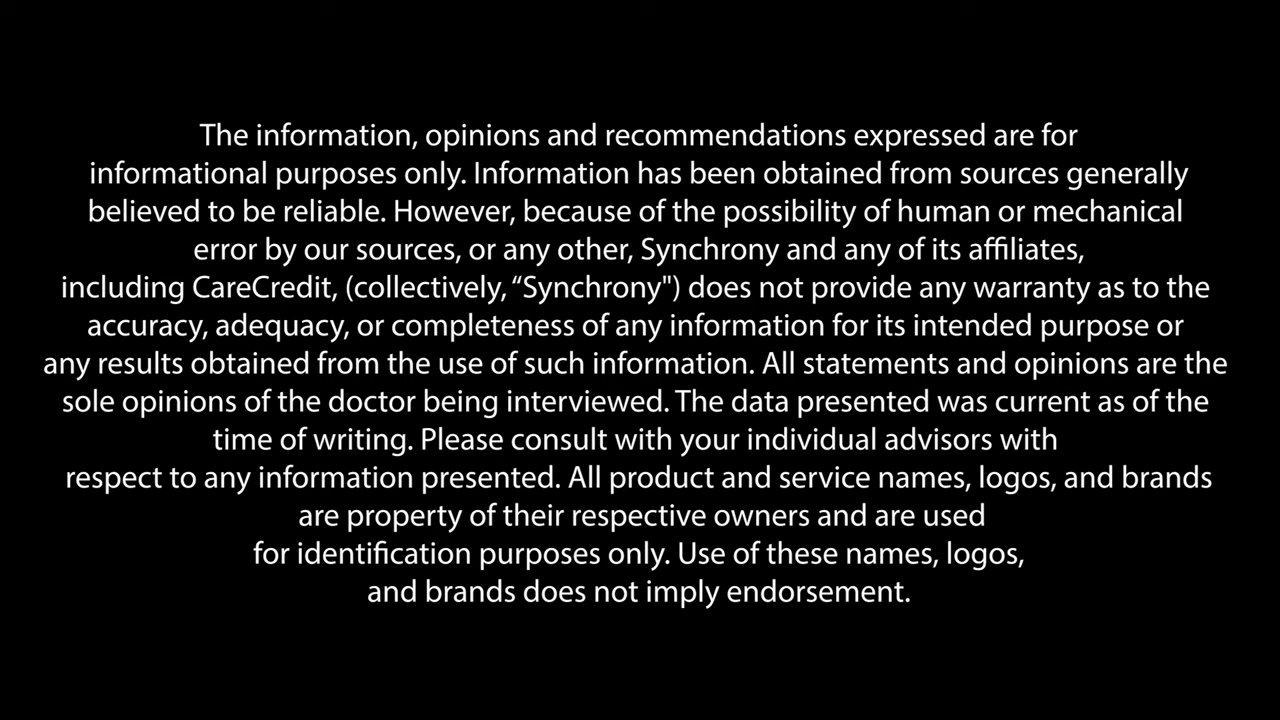 The information, opinions and recommendations expressed are for
informational purposes only. Information has been obtained from sources generally
believed to be reliable. However, because of the possibility of human or mechanical
error by our sources, or any other, Synchrony and any of its affiliates,
including CareCredit, (collectively, “Synchrony") does not provide any warranty as to the
accuracy, adequacy, or completeness of any information for its intended purpose or
any results obtained from the use of such information. All statements and opinions are the
sole opinions of the doctor being interviewed. The data presented was current as of the
time of writing. Please consult with your individual advisors with
respect to any information presented. All product and service names, logos, and brands
are property of their respective owners and are used
for identification purposes only. Use of these names, logos,
and brands does not imply endorsement.